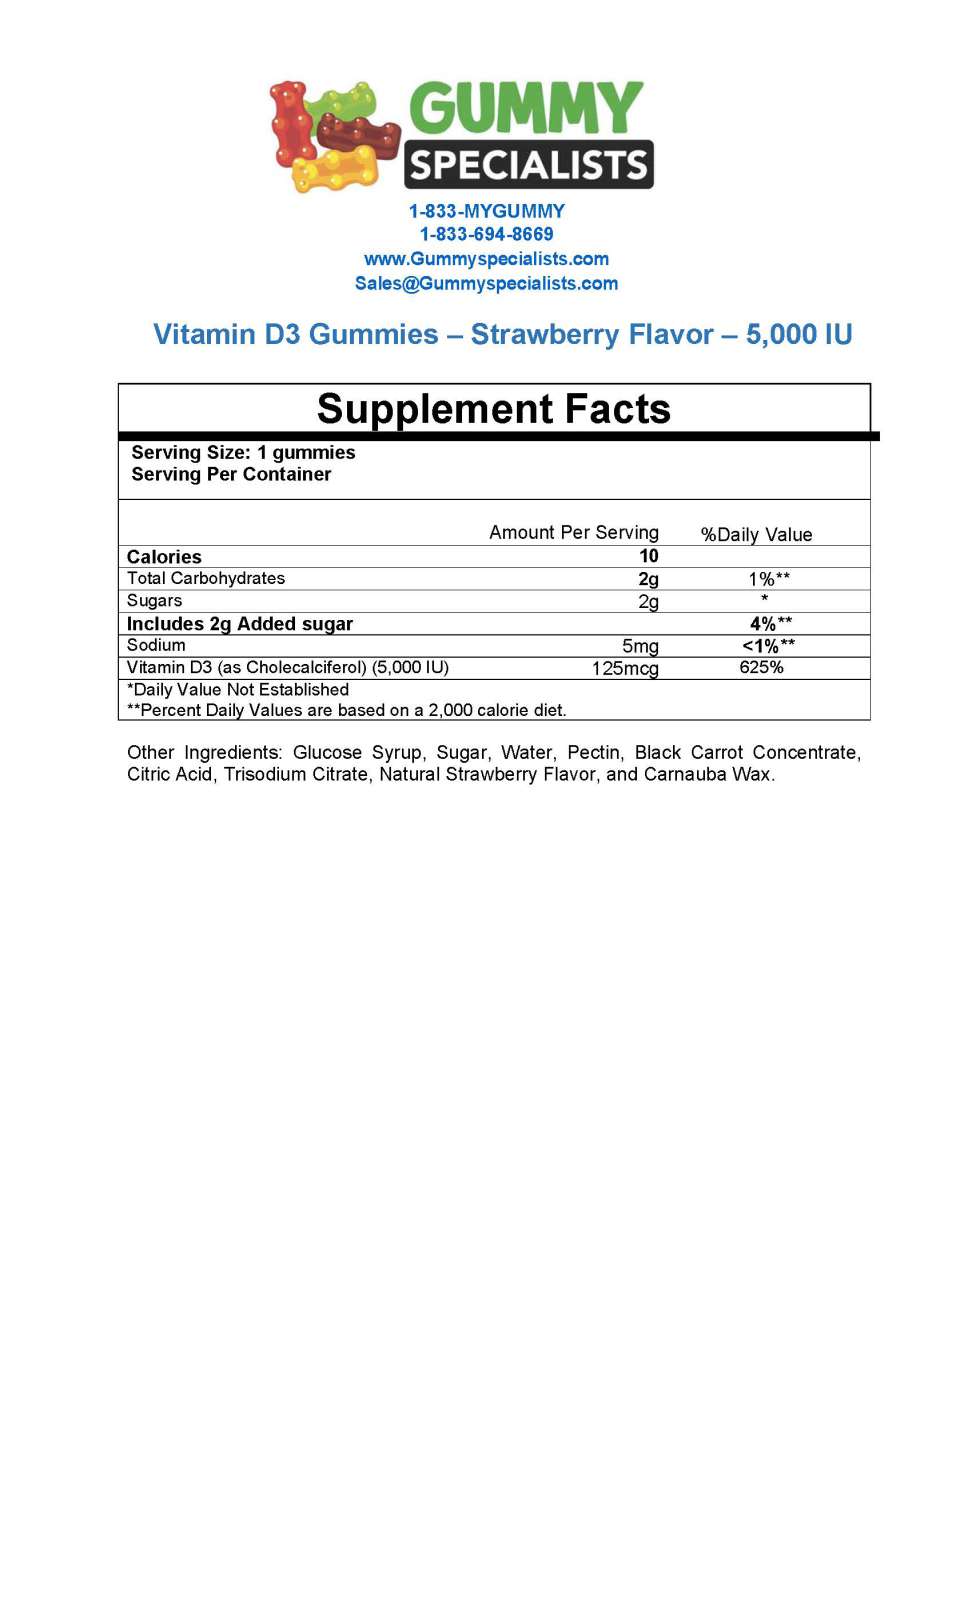 GUMMY
SPECIALISTS
1-833-MYGUMMY
1-833-694-8669
www.Gummyspecialists.com
Sales@Gummyspecialists.com
Vitamin D3 Gummies – Strawberry Flavor – 5,000 IU
Supplement Facts
Serving Size: 1 gummies
Serving Per Container
Amount Per Serving %Daily Value
Calories 10
Total Carbohydrates 2g 1%**
Sugars 2g *
Includes 2g Added sugar 4%**
Sodium 5mg <1%**
Vitamin D3 (as Cholecalciferol) (5,000 IU) 125mcg 625%
*Daily Value Not Established
**Percent Daily Values are based on a 2,000 calorie diet.
Other Ingredients: Glucose Syrup, Sugar, Water, Pectin, Black Carrot Concentrate,
Citric Acid, Trisodium Citrate, Natural Strawberry Flavor, and Carnauba Wax.